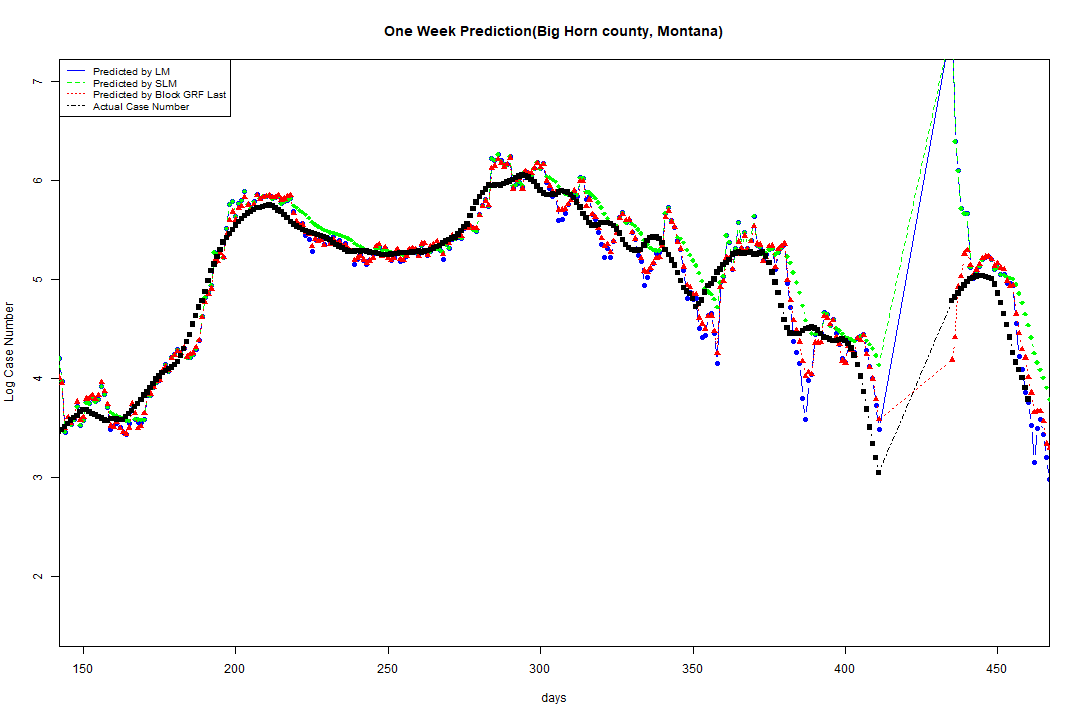 One Week Prediction(Big Horn county, Montana)
Predicted by LM
Predicted by SLM
Predicted by Block GRF Last
Actual Case Number
7
6
5
4
3
2
Log Case Number
150 200 250 300 350 400 450
days